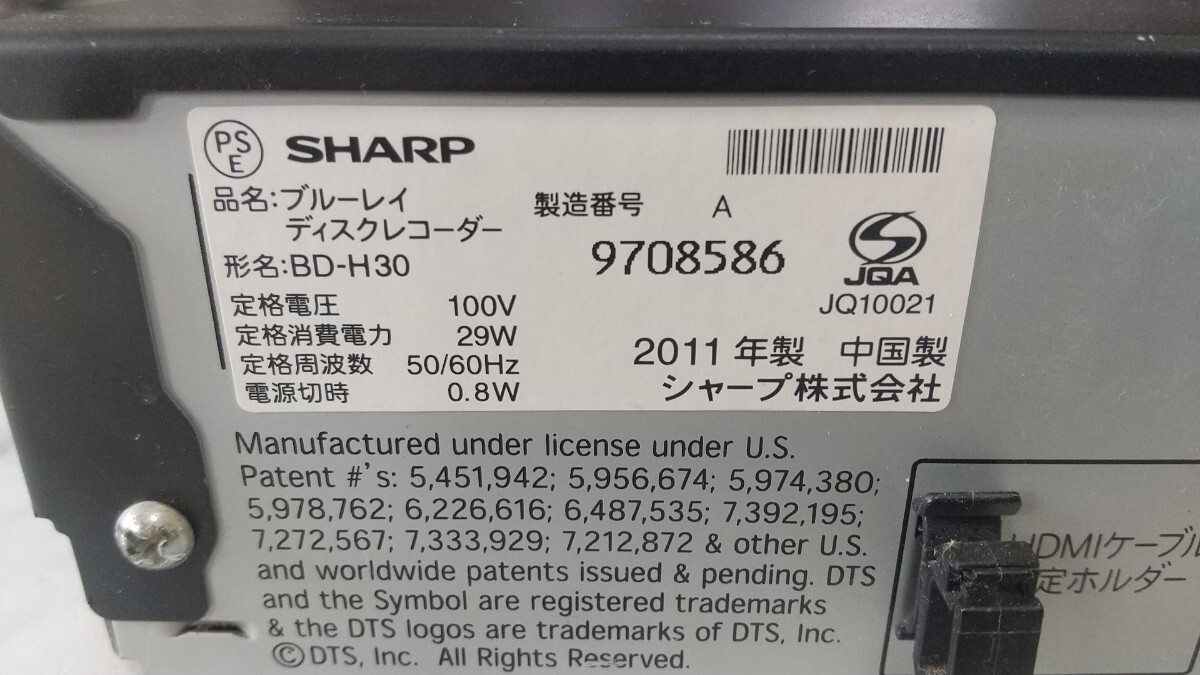 PS
E
SHARP
品名:ブルーレイ
ディスクレコーダー
形名:BD-H30
定格電圧 100V
定格消費電力 29W
定格周波数 50/60Hz
電源切時 0.8W
製造番号 A
9708586
JQA
JQ10021
2011年製 中国製
シャープ株式会社
Manufactured under license under U.S.
Patent #'s: 5,451,942; 5,956,674; 5,974,380;
5,978,762; 6,226,616; 6,487,535; 7,392,195;
7,272,567; 7,333,929; 7,212,872 & other U.S.
and worldwide patents issued & pending. DTS
and the Symbol are registered trademarks
& the DTS logos are trademarks of DTS, Inc.
©DTS, Inc. All Rights Reserved.
HDMIケーブル
定ホルダー